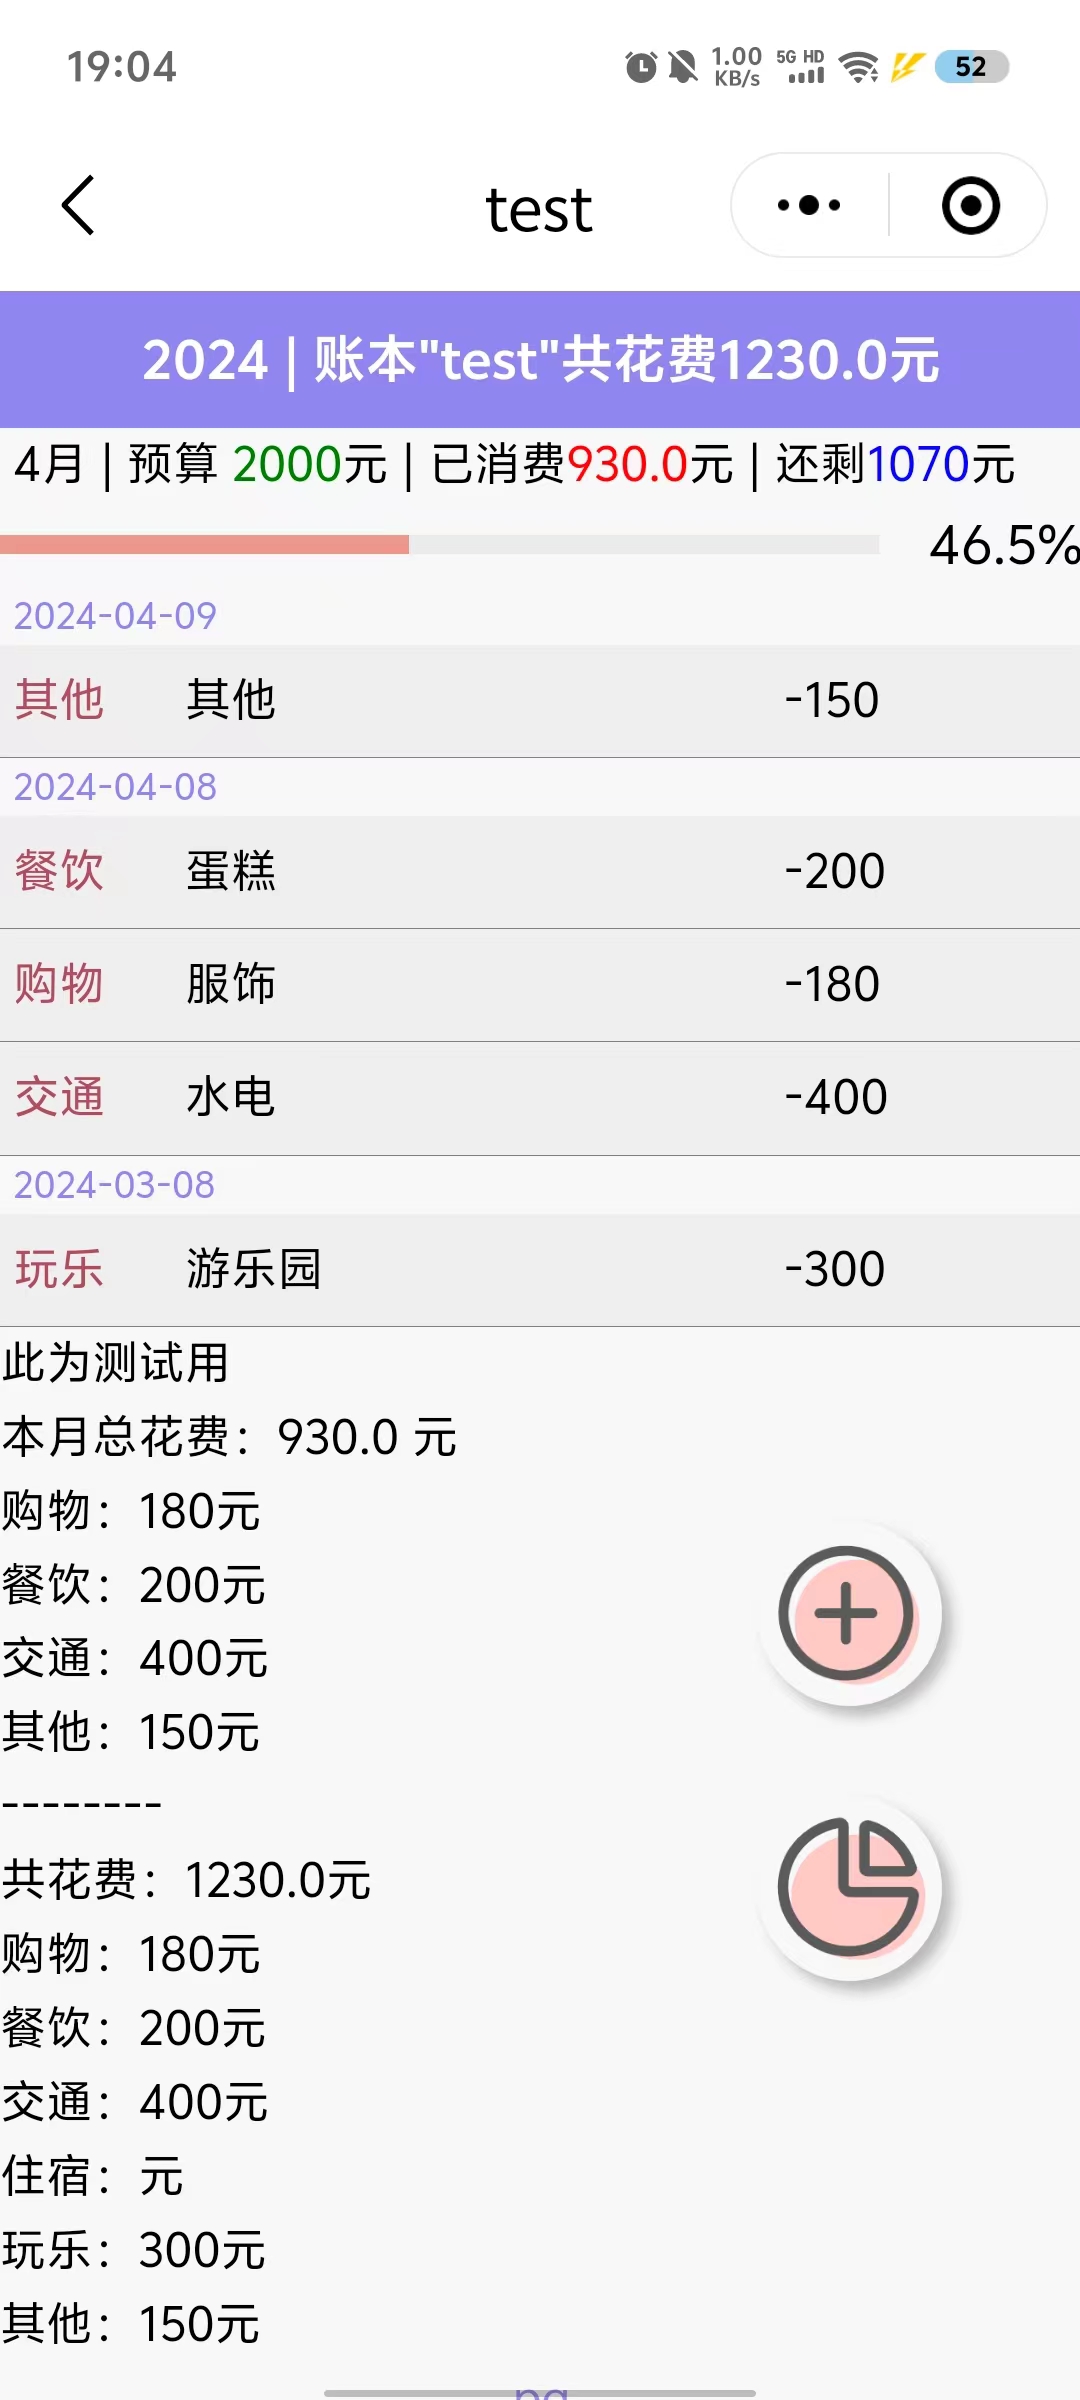 19:04
1.00 KB/s 5G HD 52
test
2024 | 账本"test"共花费1230.0元
4月 | 预算 2000元 | 已消费930.0元 | 还剩1070元
46.5%
2024-04-09
其他 其他 -150
2024-04-08
餐饮 蛋糕 -200
购物 服饰 -180
交通 水电 -400
2024-03-08
玩乐 游乐园 -300
此为测试用
本月总花费：930.0 元
购物：180元
餐饮：200元
交通：400元
其他：150元
--------
共花费：1230.0元
购物：180元
餐饮：200元
交通：400元
住宿：元
玩乐：300元
其他：150元